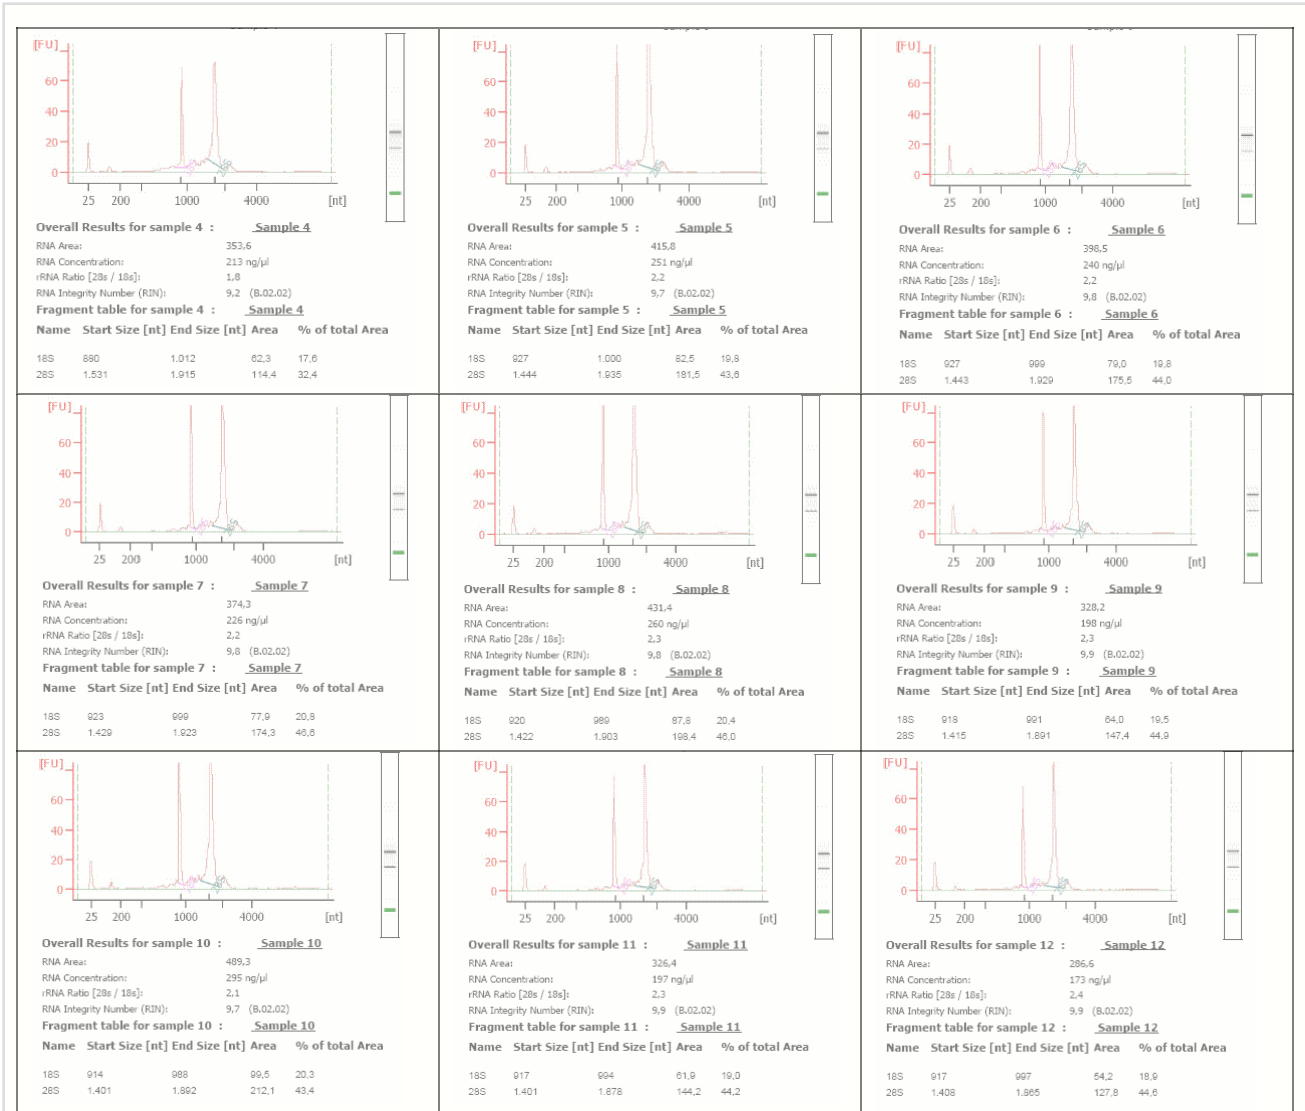 [FU]
60
40
20
0
25 200 1000 4000 [nt]
Overall Results for sample 4 : Sample 4
RNA Area: 353,6
RNA Concentration: 213 ng/µl
rRNA Ratio [28s / 18s]: 1,8
RNA Integrity Number (RIN): 9,2 (B.02.02)
Fragment table for sample 4 : Sample 4
Name Start Size [nt] End Size [nt] Area % of total Area
18S 880 1.012 62,3 17,6
28S 1.531 1.915 114,4 32,4
[FU]
80
60
40
20
0
25 200 1000 4000 [nt]
Overall Results for sample 5 : Sample 5
RNA Area: 415,8
RNA Concentration: 251 ng/µl
rRNA Ratio [28s / 18s]: 2,2
RNA Integrity Number (RIN): 9,7 (B.02.02)
Fragment table for sample 5 : Sample 5
Name Start Size [nt] End Size [nt] Area % of total Area
18S 927 1.000 82,5 19,8
28S 1.444 1.935 181,5 43,6
[FU]
60
40
20
0
25 200 1000 4000 [nt]
Overall Results for sample 6 : Sample 6
RNA Area: 398,5
RNA Concentration: 240 ng/µl
rRNA Ratio [28s / 18s]: 2,2
RNA Integrity Number (RIN): 9,8 (B.02.02)
Fragment table for sample 6 : Sample 6
Name Start Size [nt] End Size [nt] Area % of total Area
18S 927 999 79,0 19,8
28S 1.443 1.929 175,5 44,0
[FU]
60
40
20
0
25 200 1000 4000 [nt]
Overall Results for sample 7 : Sample 7
RNA Area: 374,3
RNA Concentration: 226 ng/µl
rRNA Ratio [28s / 18s]: 2,2
RNA Integrity Number (RIN): 9,8 (B.02.02)
Fragment table for sample 7 : Sample 7
Name Start Size [nt] End Size [nt] Area % of total Area
18S 923 999 77,9 20,8
28S 1.429 1.923 174,3 46,6
[FU]
60
40
20
0
25 200 1000 4000 [nt]
Overall Results for sample 8 : Sample 8
RNA Area: 431,4
RNA Concentration: 260 ng/µl
rRNA Ratio [28s / 18s]: 2,3
RNA Integrity Number (RIN): 9,8 (B.02.02)
Fragment table for sample 8 : Sample 8
Name Start Size [nt] End Size [nt] Area % of total Area
18S 920 989 87,8 20,4
28S 1.422 1.903 198,4 46,0
[FU]
60
40
20
0
25 200 1000 4000 [nt]
Overall Results for sample 9 : Sample 9
RNA Area: 328,2
RNA Concentration: 198 ng/µl
rRNA Ratio [28s / 18s]: 2,3
RNA Integrity Number (RIN): 9,9 (B.02.02)
Fragment table for sample 9 : Sample 9
Name Start Size [nt] End Size [nt] Area % of total Area
18S 918 991 64,0 19,5
28S 1.415 1.891 147,4 44,9
[FU]
60
40
20
0
25 200 1000 4000 [nt]
Overall Results for sample 10 : Sample 10
RNA Area: 489,3
RNA Concentration: 295 ng/µl
rRNA Ratio [28s / 18s]: 2,1
RNA Integrity Number (RIN): 9,7 (B.02.02)
Fragment table for sample 10 : Sample 10
Name Start Size [nt] End Size [nt] Area % of total Area
18S 914 988 99,5 20,3
28S 1.401 1.892 212,1 43,4
[FU]
60
40
20
0
25 200 1000 4000
Overall Results for sample 11 : Sample 11
RNA Area: 326,4
RNA Concentration: 197 ng/µl
rRNA Ratio [28s / 18s]: 2,3
RNA Integrity Number (RIN): 9,9 (B.02.02)
Fragment table for sample 11 : Sample 11
Name Start Size [nt] End Size [nt] Area % of total Area
18S 917 994 61,9 19,0
28S 1.401 1.878 144,2 44,2
[FU]
60
40
20
0
25 200 1000 4000 [nt]
Overall Results for sample 12 : Sample 12
RNA Area: 286,6
RNA Concentration: 173 ng/µl
rRNA Ratio [28s / 18s]: 2,4
RNA Integrity Number (RIN): 9,9 (B.02.02)
Fragment table for sample 12 : Sample 12
Name Start Size [nt] End Size [nt] Area % of total Area
18S 917 997 54,2 18,9
28S 1.408 1.865 127,8 44,6